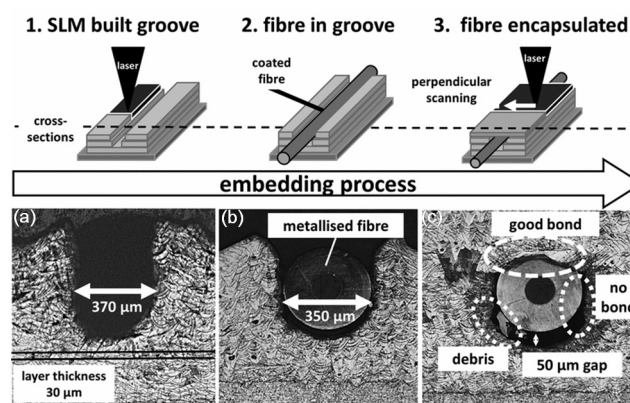 1. SLM built groove
2. fibre in groove
3. fibre encapsulated
laser
coated
fibre
laser
perpendicular
scanning
cross-
sections
embedding process
(a)
(b)
(c)
metallised fibre
good bond
370 µm
350 µm
no
bond
debris
50 µm gap
layer thickness
30 µm